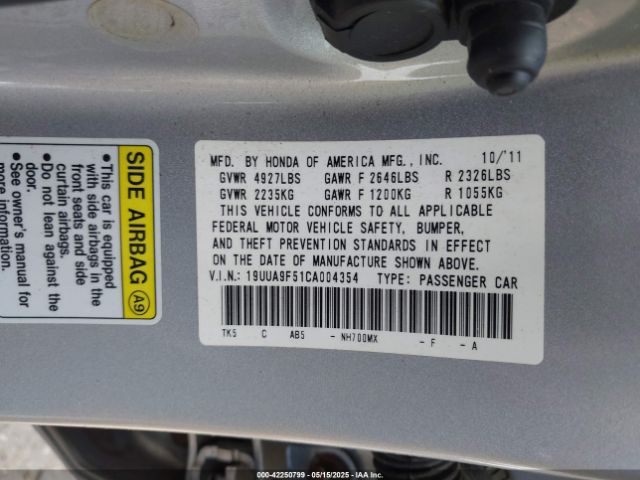 MFD. BY HONDA OF AMERICA MFG., INC. 10/'11
GVWR 4927LBS GAWR F 2646LBS R 2326LBS
GVWR 2235KG GAWR F 1200KG R 1055KG
THIS VEHICLE CONFORMS TO ALL APPLICABLE
FEDERAL MOTOR VEHICLE SAFETY, BUMPER,
AND THEFT PREVENTION STANDARDS IN EFFECT
ON THE DATE OF MANUFACTURE SHOWN ABOVE.
V.I.N.: 19UUA9F51CA004354 TYPE: PASSENGER CAR
TK5 C AB5 - NH700MX - F - A
SIDE AIRBAG A9
• This car is equipped
with side airbags in the
front seats and side
curtain airbags.
• Do not lean against the
door.
• See owner's manual for
000-42250799 - 05/15/2025 - IAAI.COM